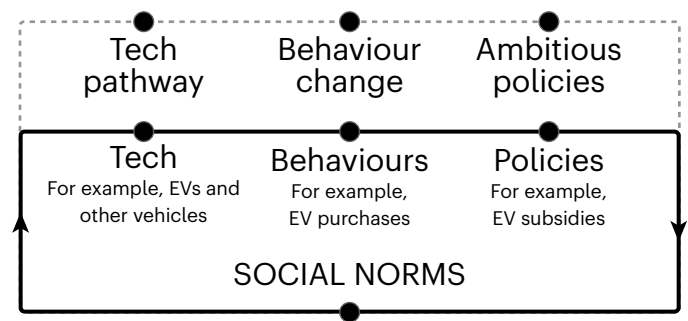 Tech Behaviour Ambitious
pathway change policies
Tech Behaviours Policies
For example, EVs and For example, For example,
other vehicles EV purchases EV subsidies
SOCIAL NORMS